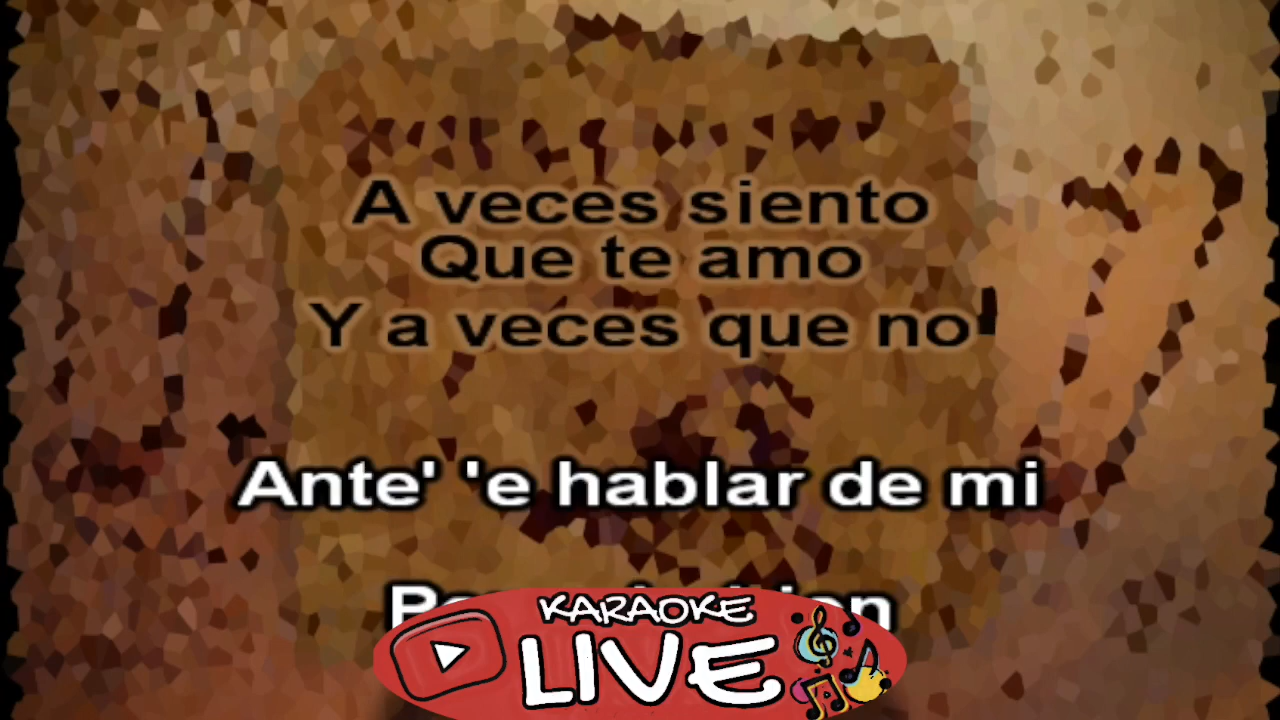 A veces siento
Que te amo
Y a veces que no
Ante' 'e hablar de mi
KARAOKE
LIVE